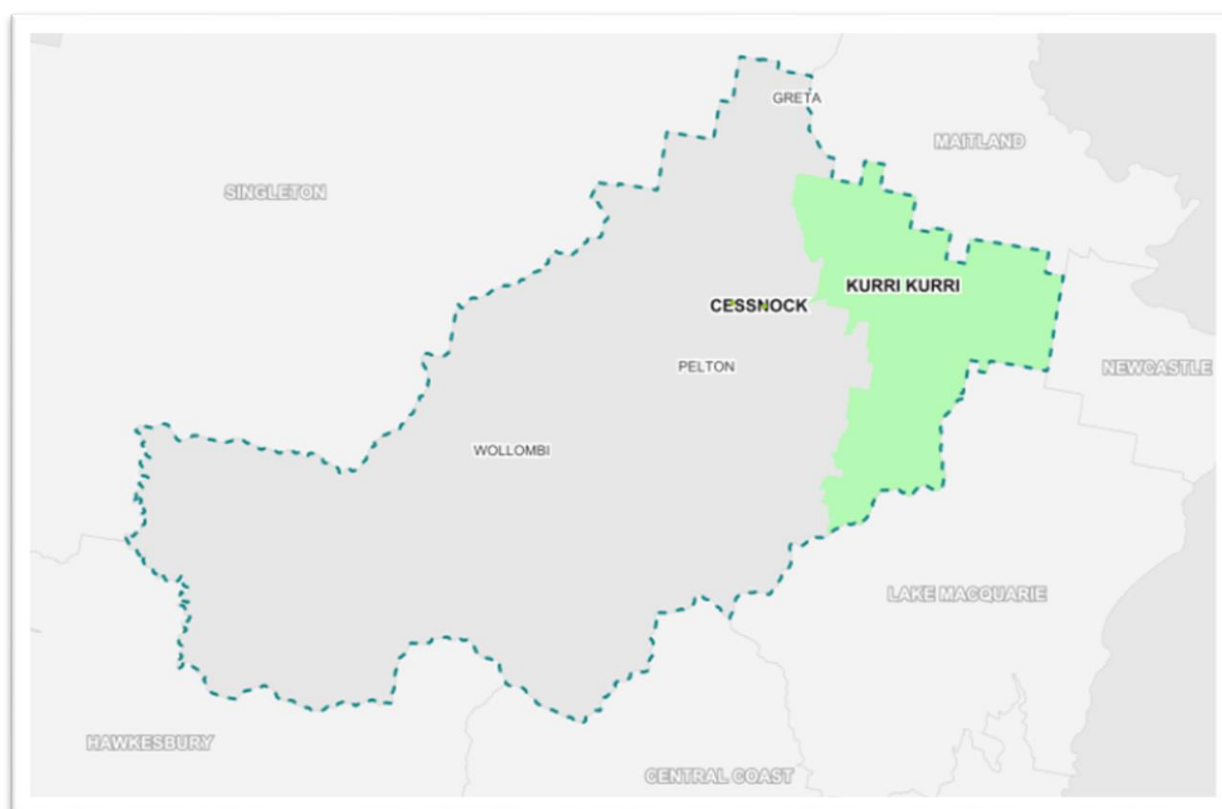 GRETA
MAITLAND
SINGLETON
KURRI KURRI
CESSNOCK
PELTON
NEWCASTLE
WOLLOMBI
LAKE MACQUARIE
HAWKESBURY
CENTRAL COAST